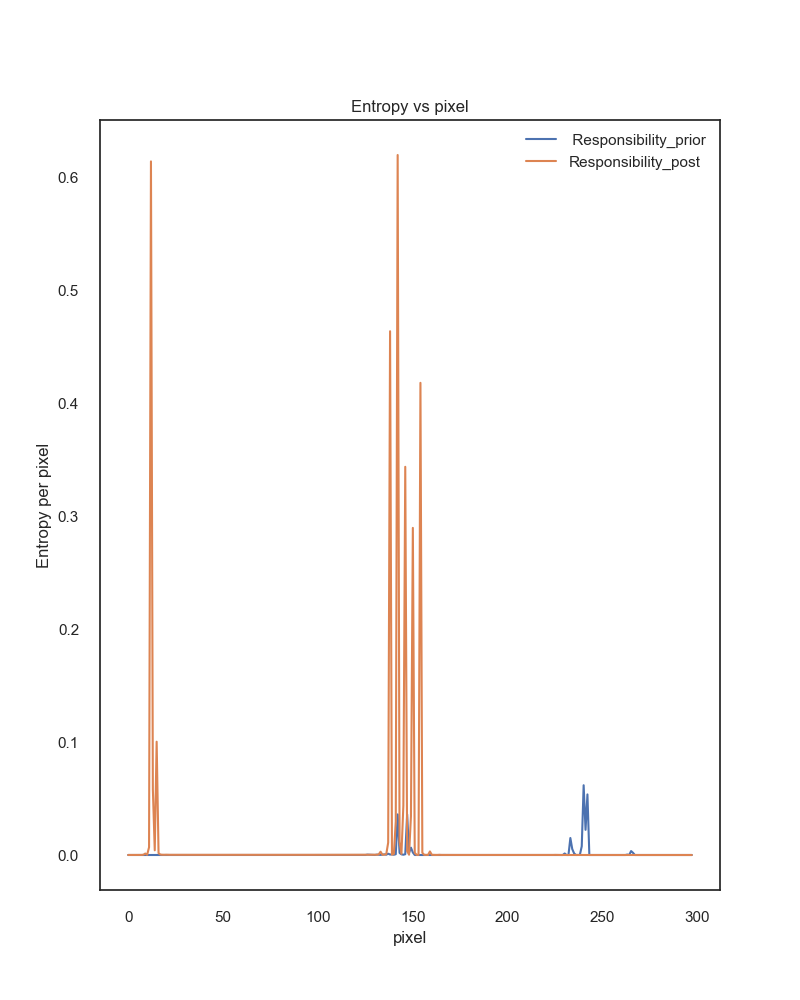 Entropy vs pixel
Responsibility_prior
Responsibility_post
0.6
0.5
0.4
0.3
0.2
0.1
0.0
Entropy per pixel
0 50 100 150 200 250 300
pixel